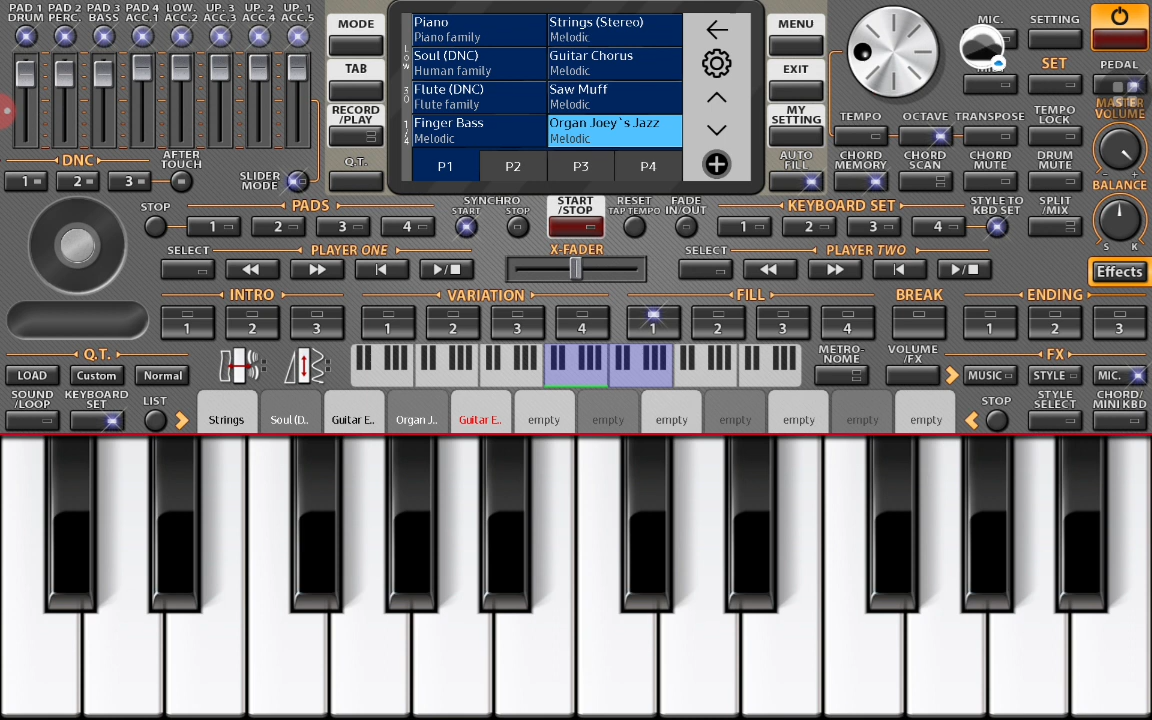 PAD 1 PAD 2 PAD 3 PAD 4 LOW. UP. 3 UP. 2 UP. 1
DRUM PERC. BASS ACC.1 ACC.2 ACC.3 ACC.4 ACC.5
MODE
TAB
RECORD
/PLAY
Q.T.
Piano
Piano family
Strings (Stereo)
Melodic
Soul (DNC)
Human family
Guitar Chorus
Melodic
Flute (DNC)
Flute family
Saw Muff
Melodic
Finger Bass
Melodic
Organ Joey`s Jazz
Melodic
P1 P2 P3 P4
MENU
EXIT
MY
SETTING
AUTO
FILL
MIC.
SETTING
SET
PEDAL
MASTER
VOLUME
TEMPO
OCTAVE
TRANSPOSE
TEMPO
LOCK
CHORD
MEMORY
CHORD
SCAN
CHORD
MUTE
DRUM
MUTE
BALANCE
S K
DNC
AFTER
TOUCH
1 2 3
SLIDER
MODE
STOP
PADS
1 2 3 4
SYNCHRO
START STOP
START
/STOP
RESET
TAP TEMPO
FADE
IN/OUT
KEYBOARD SET
1 2 3 4
STYLE TO
KBD SET
SPLIT
/MIX
SELECT
PLAYER ONE
X-FADER
SELECT
PLAYER TWO
Effects
INTRO
1 2 3
VARIATION
1 2 3 4
FILL
1 2 3 4
BREAK
ENDING
1 2 3
Q.T.
LOAD Custom Normal
METRO-
NOME
VOLUME
/FX
FX
MUSIC STYLE MIC.
SOUND
/LOOP
KEYBOARD
SET
LIST
Strings
Soul (D..
Guitar E..
Organ J..
Guitar E..
empty
empty
empty
empty
empty
empty
empty
STOP
STYLE
SELECT
CHORD/
MINI KBD